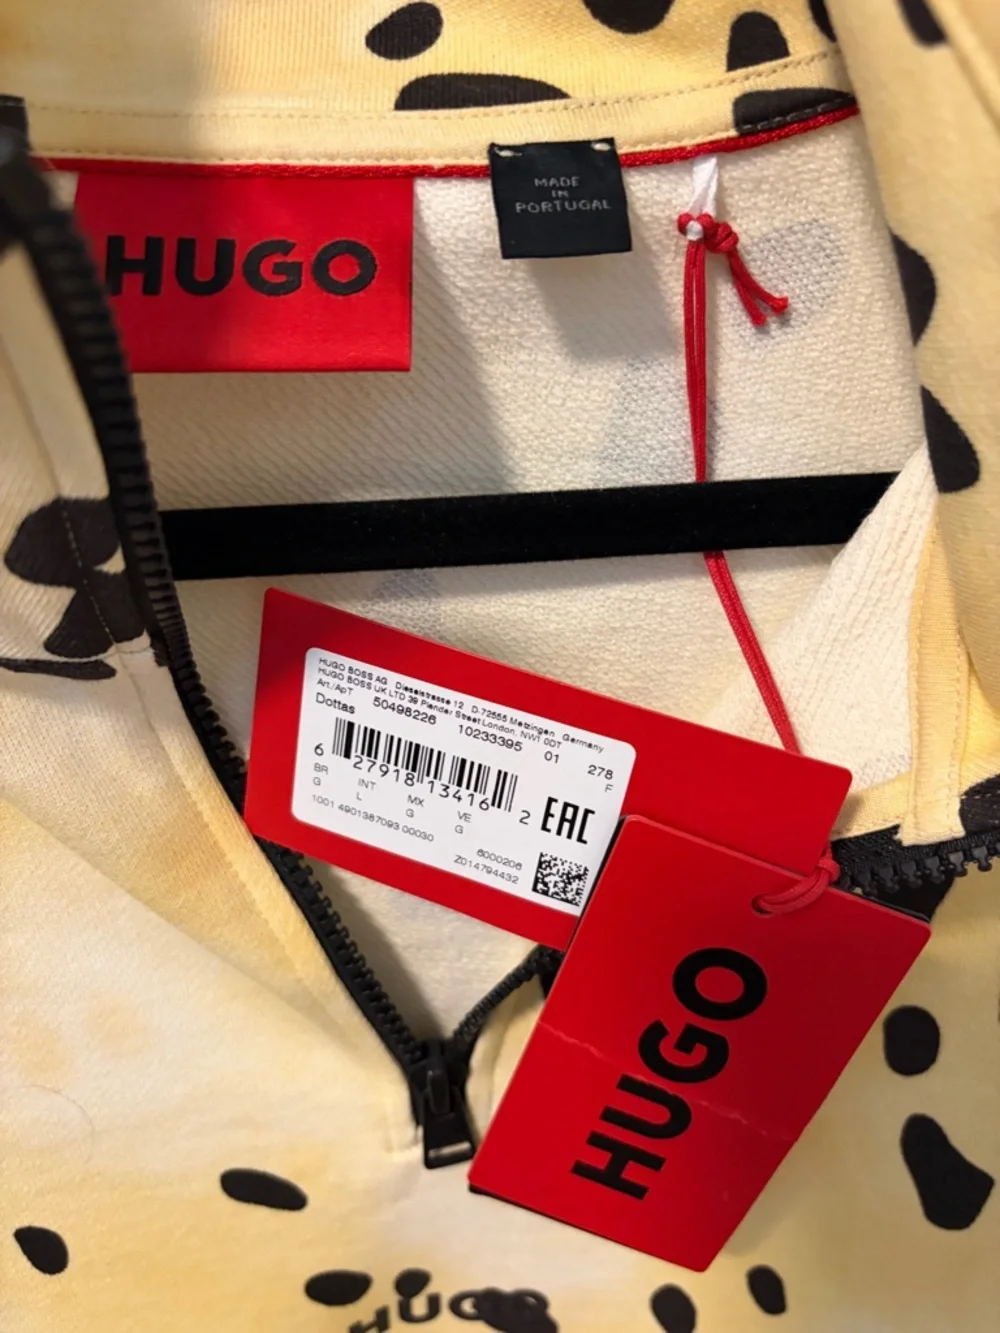 HUGO
MADE
IN
PORTUGAL
HUGO BOSS AG Dieselstrasse 12 D-72555 Metzingen Germany
HUGO BOSS UK LTD 39 Plender Street London, NW1 0DT
Art./ApT 50498226 10233395 01 278
Dottas F
6 27918 13416 2
BR INT MX VE
G L G G
EAC
1001 4901387093 00030
6000206
Z014794432
HUGO
HUGO